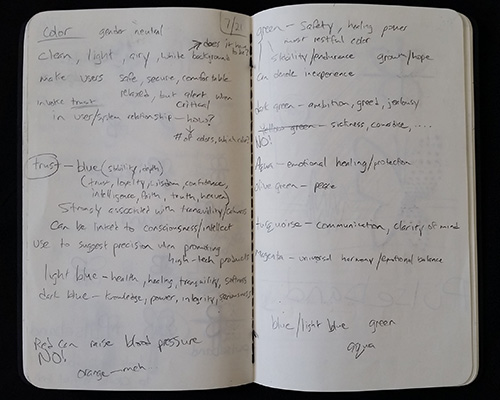 7/21
Color gender neutral
clean, light, airy, white background
does it have to be?
make users safe, secure, comfortable
relaxed, but alert when
critical
invoke trust
in user/system relationship - how?
# of colors, which color?
trust - blue (stability, depth)
(trust, loyalty, wisdom, confidence,
intelligence, faith, truth, heaven)
Strongly associated with tranquility/calmness
Can be linked to consciousness/intellect
use to suggest precision when promoting
high-tech products
light blue - health, healing, tranquility, softness
dark blue - knowledge, power, integrity, seriousness
Red can raise blood pressure
NO!
orange - meh...
green - safety, healing power
most restful color
stability/endurance grown/hope
can denote inexperience
dark green - ambition, greed, jealousy
Yellow green - sickness, cowardice, ....
NO!
Aqua - emotional healing/protection
olive green - peace
turquoise - communication, clarity of mind
Magenta - universal harmony/emotional balance
blue/light blue green
aqua